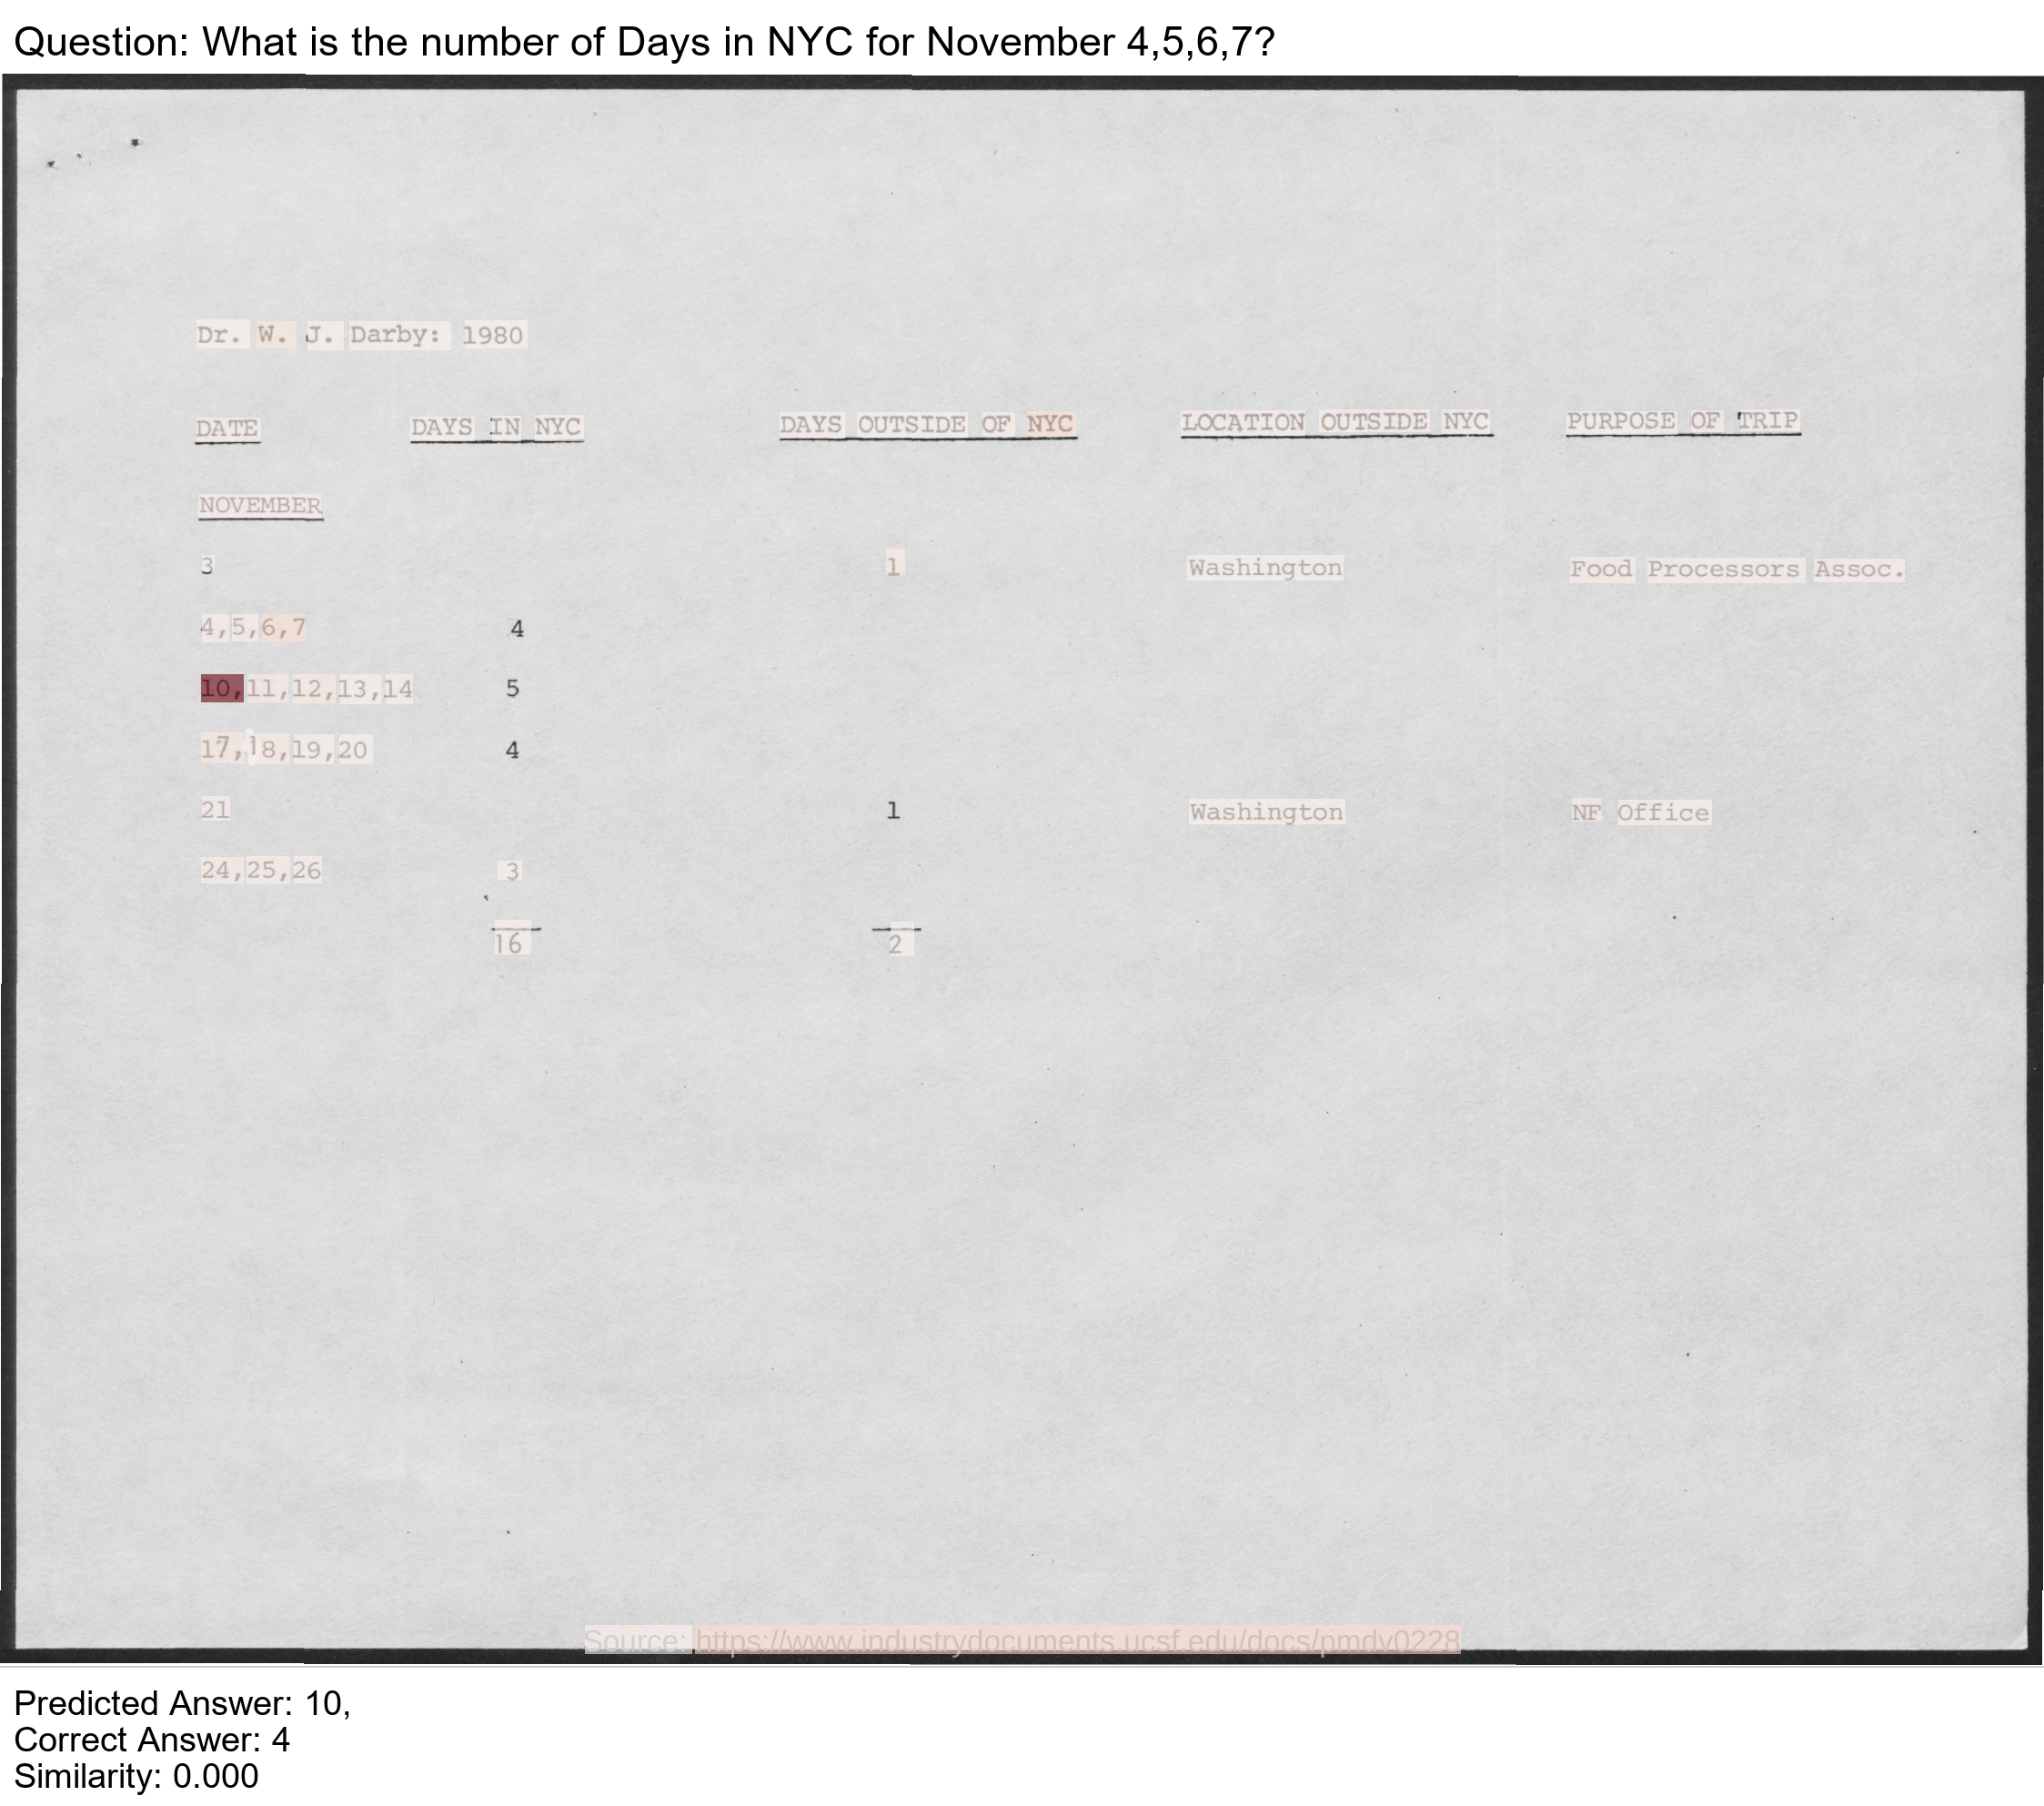 Question: What is the number of Days in NYC for November 4,5,6,7?
Dr. W. J. Darby: 1980
DATE DAYS IN NYC DAYS OUTSIDE OF NYC LOCATION OUTSIDE NYC PURPOSE OF TRIP
NOVEMBER
3 1 Washington Food Processors Assoc.
4,5,6,7 4
10,11,12,13,14 5
17,18,19,20 4
21 1 Washington NF Office
24,25,26 3
16 2
Source: https://www.industrydocuments.ucsf.edu/docs/pmdv0228
Predicted Answer: 10,
Correct Answer: 4
Similarity: 0.000